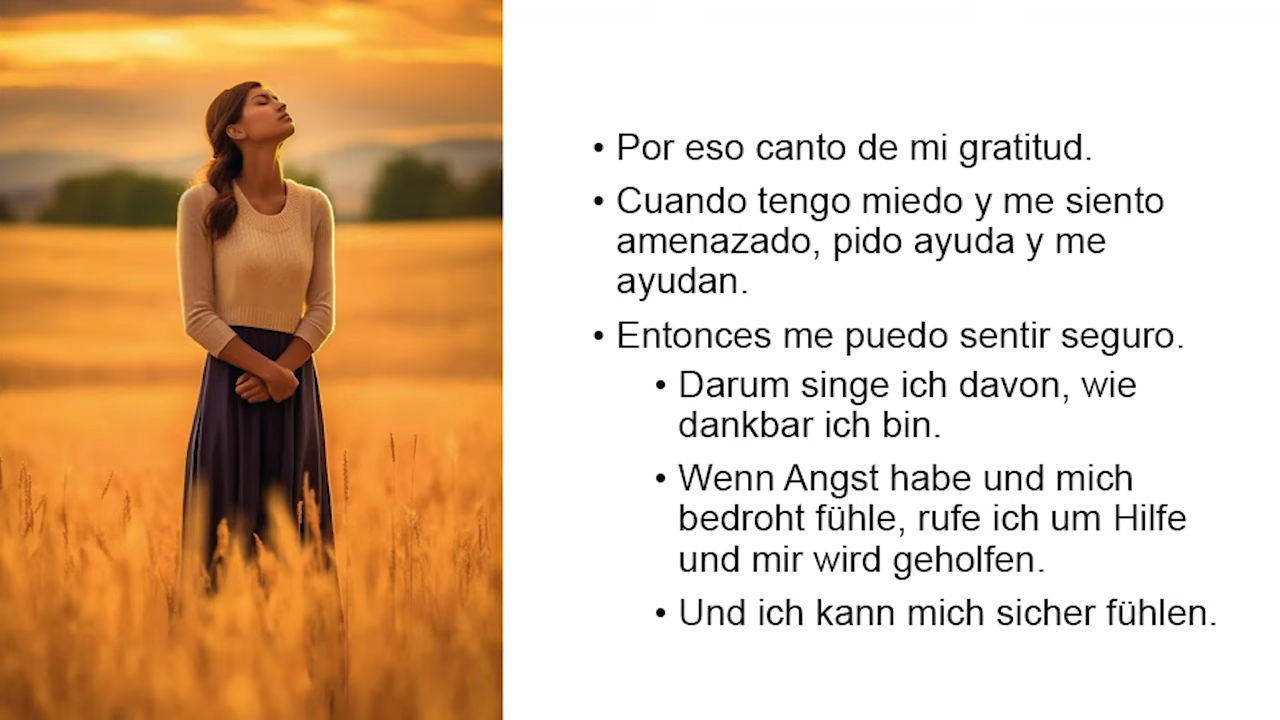 • Por eso canto de mi gratitud.
• Cuando tengo miedo y me siento
amenazado, pido ayuda y me
ayudan.
• Entonces me puedo sentir seguro.
• Darum singe ich davon, wie
dankbar ich bin.
• Wenn Angst habe und mich
bedroht fühle, rufe ich um Hilfe
und mir wird geholfen.
• Und ich kann mich sicher fühlen.